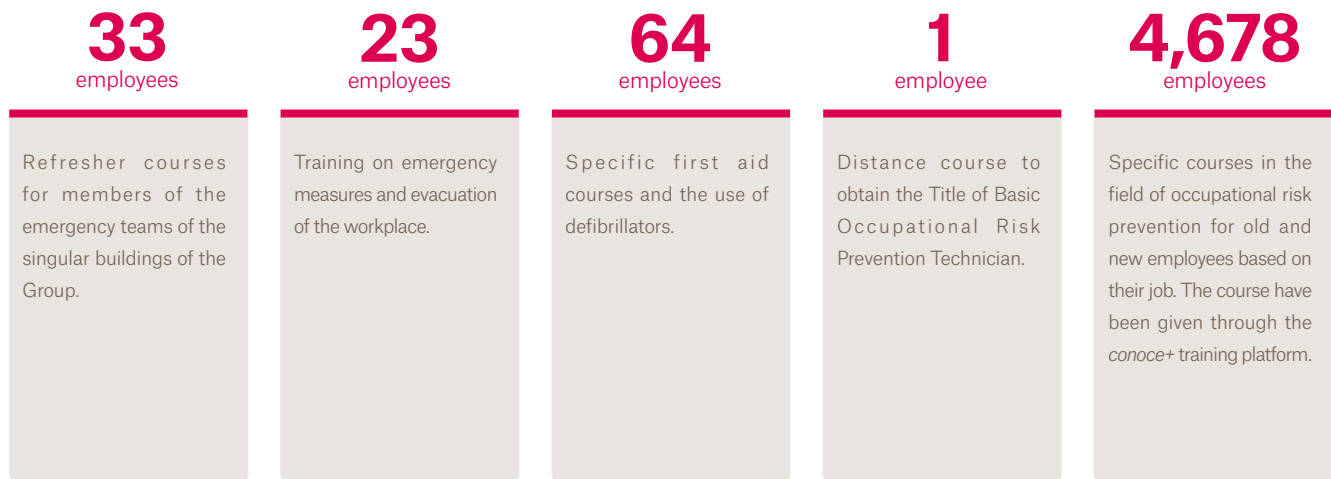 33
employees
Refresher courses
for members of the
emergency teams of the
singular buildings of the
Group.
23
employees
Training on emergency
measures and evacuation
of the workplace.
64
employees
Specific first aid
courses and the use of
defibrillators.
1
employee
Distance course to
obtain the Title of Basic
Occupational Risk
Prevention Technician.
4,678
employees
Specific courses in the
field of occupational risk
prevention for old and
new employees based on
their job. The course have
been given through the
conoce+ training platform.